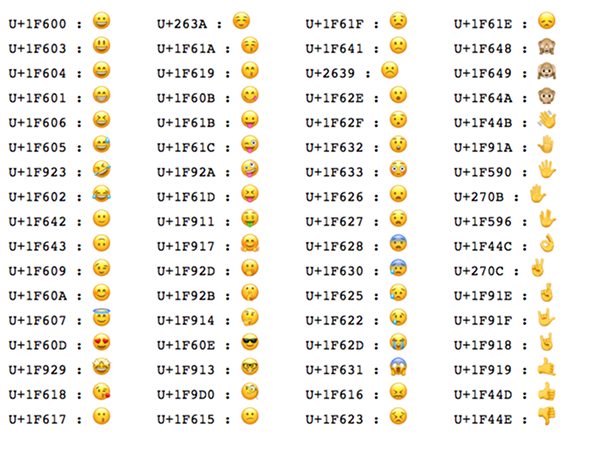 U+1F600 : 😀 U+263A : ☺️ U+1F61F : 😟 U+1F61E : 😞
U+1F603 : 😃 U+1F61A : 😚 U+1F641 : 🙁 U+1F648 : 🙈
U+1F604 : 😄 U+1F619 : 😙 U+2639 : ☹️ U+1F649 : 🙉
U+1F601 : 😁 U+1F60B : 😋 U+1F62E : 😮 U+1F64A : 🙊
U+1F606 : 😆 U+1F61B : 😛 U+1F62F : 😯 U+1F44B : 👋
U+1F605 : 😅 U+1F61C : 😜 U+1F632 : 😲 U+1F91A : 🤚
U+1F923 : 🤣 U+1F92A : 🤪 U+1F633 : 😳 U+1F590 : 🖐
U+1F602 : 😂 U+1F61D : 😝 U+1F626 : 😦 U+270B : ✋
U+1F642 : 🙂 U+1F911 : 🤑 U+1F627 : 😧 U+1F596 : 🖖
U+1F643 : 🙃 U+1F917 : 🤗 U+1F628 : 😨 U+1F44C : 👌
U+1F609 : 😉 U+1F92D : 🤭 U+1F630 : 😰 U+270C : ✌️
U+1F60A : 😊 U+1F92B : 🤫 U+1F625 : 😥 U+1F91E : 🤞
U+1F607 : 😇 U+1F914 : 🤔 U+1F622 : 😢 U+1F91F : 🤟
U+1F60D : 😍 U+1F60E : 😎 U+1F62D : 😭 U+1F918 : 🤘
U+1F929 : 🤩 U+1F913 : 🤓 U+1F631 : 😱 U+1F919 : 🤙
U+1F618 : 😘 U+1F9D0 : 🧐 U+1F616 : 😖 U+1F44D : 👍
U+1F617 : 😗 U+1F615 : 😕 U+1F623 : 😣 U+1F44E : 👎